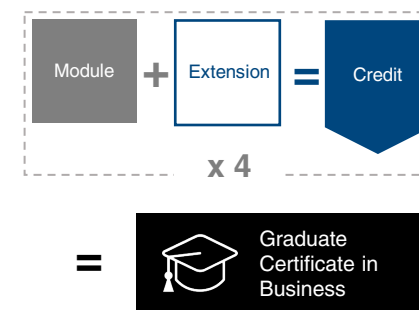 Module + Extension = Credit
x 4
= Graduate
Certificate in
Business